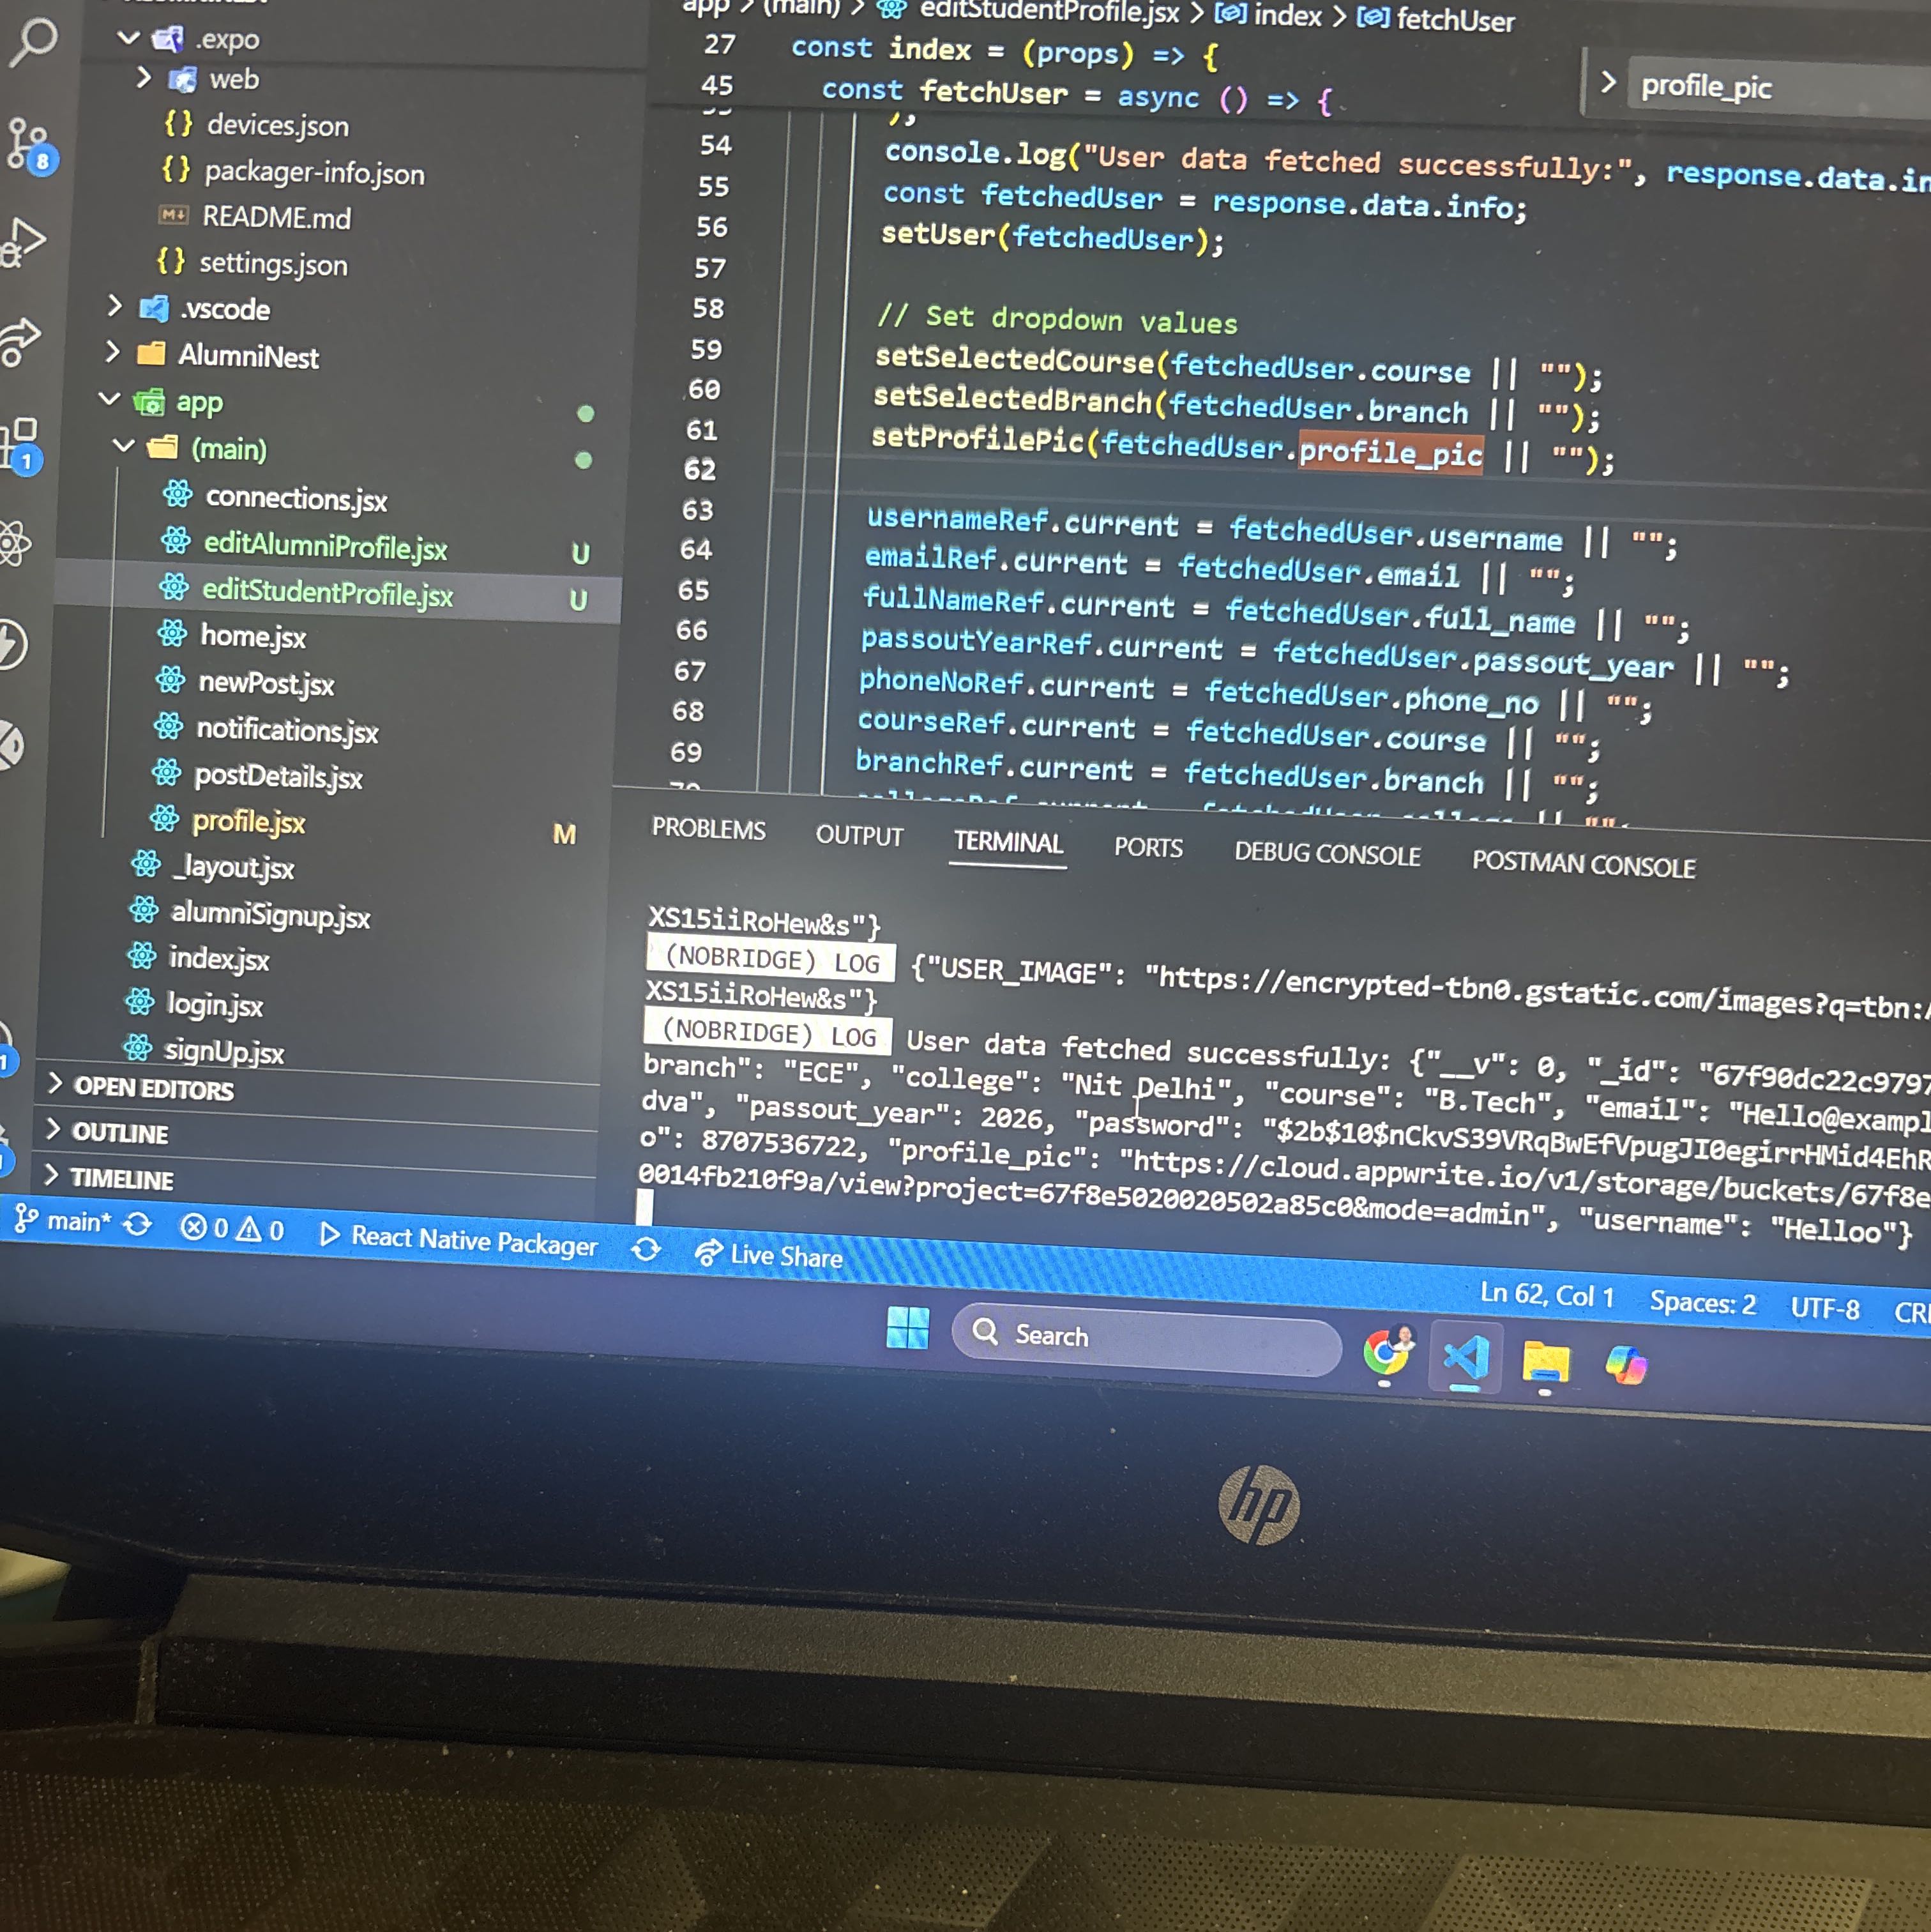 app > (main) > editStudentProfile.jsx > index > fetchUser
.expo
web
devices.json
packager-info.json
README.md
settings.json
.vscode
AlumniNest
app
(main)
connections.jsx
editAlumniProfile.jsx U
editStudentProfile.jsx U
home.jsx
newPost.jsx
notifications.jsx
postDetails.jsx
profile.jsx M
_layout.jsx
alumniSignup.jsx
index.jsx
login.jsx
signUp.jsx
OPEN EDITORS
OUTLINE
TIMELINE
8
1
1
27 const index = (props) => {
45 const fetchUser = async () => {
profile_pic
);
54 console.log("User data fetched successfully:", response.data.in
55 const fetchedUser = response.data.info;
56 setUser(fetchedUser);
57
58 // Set dropdown values
59 setSelectedCourse(fetchedUser.course || "");
60 setSelectedBranch(fetchedUser.branch || "");
61 setProfilePic(fetchedUser.profile_pic || "");
62
63 usernameRef.current = fetchedUser.username || "";
64 emailRef.current = fetchedUser.email || "";
65 fullNameRef.current = fetchedUser.full_name || "";
66 passoutYearRef.current = fetchedUser.passout_year || "";
67 phoneNoRef.current = fetchedUser.phone_no || "";
68 courseRef.current = fetchedUser.course || "";
69 branchRef.current = fetchedUser.branch || "";
PROBLEMS OUTPUT TERMINAL PORTS DEBUG CONSOLE POSTMAN CONSOLE
XS15iiRoHew&s"}
(NOBRIDGE) LOG {"USER_IMAGE": "https://encrypted-tbn0.gstatic.com/images?q=tbn:
XS15iiRoHew&s"}
(NOBRIDGE) LOG User data fetched successfully: {"__v": 0, "_id": "67f90dc22c9797
branch": "ECE", "college": "Nit Delhi", "course": "B.Tech", "email": "Hello@exampl
dva", "passout_year": 2026, "password": "$2b$10$nCkvS39VRqBwEfVpugJI0egirrHMid4EhR
o": 8707536722, "profile_pic": "https://cloud.appwrite.io/v1/storage/buckets/67f8e
0014fb210f9a/view?project=67f8e5020020502a85c0&mode=admin", "username": "Helloo"}
main* 0 0 React Native Packager Live Share
Ln 62, Col 1 Spaces: 2 UTF-8
Search
hp